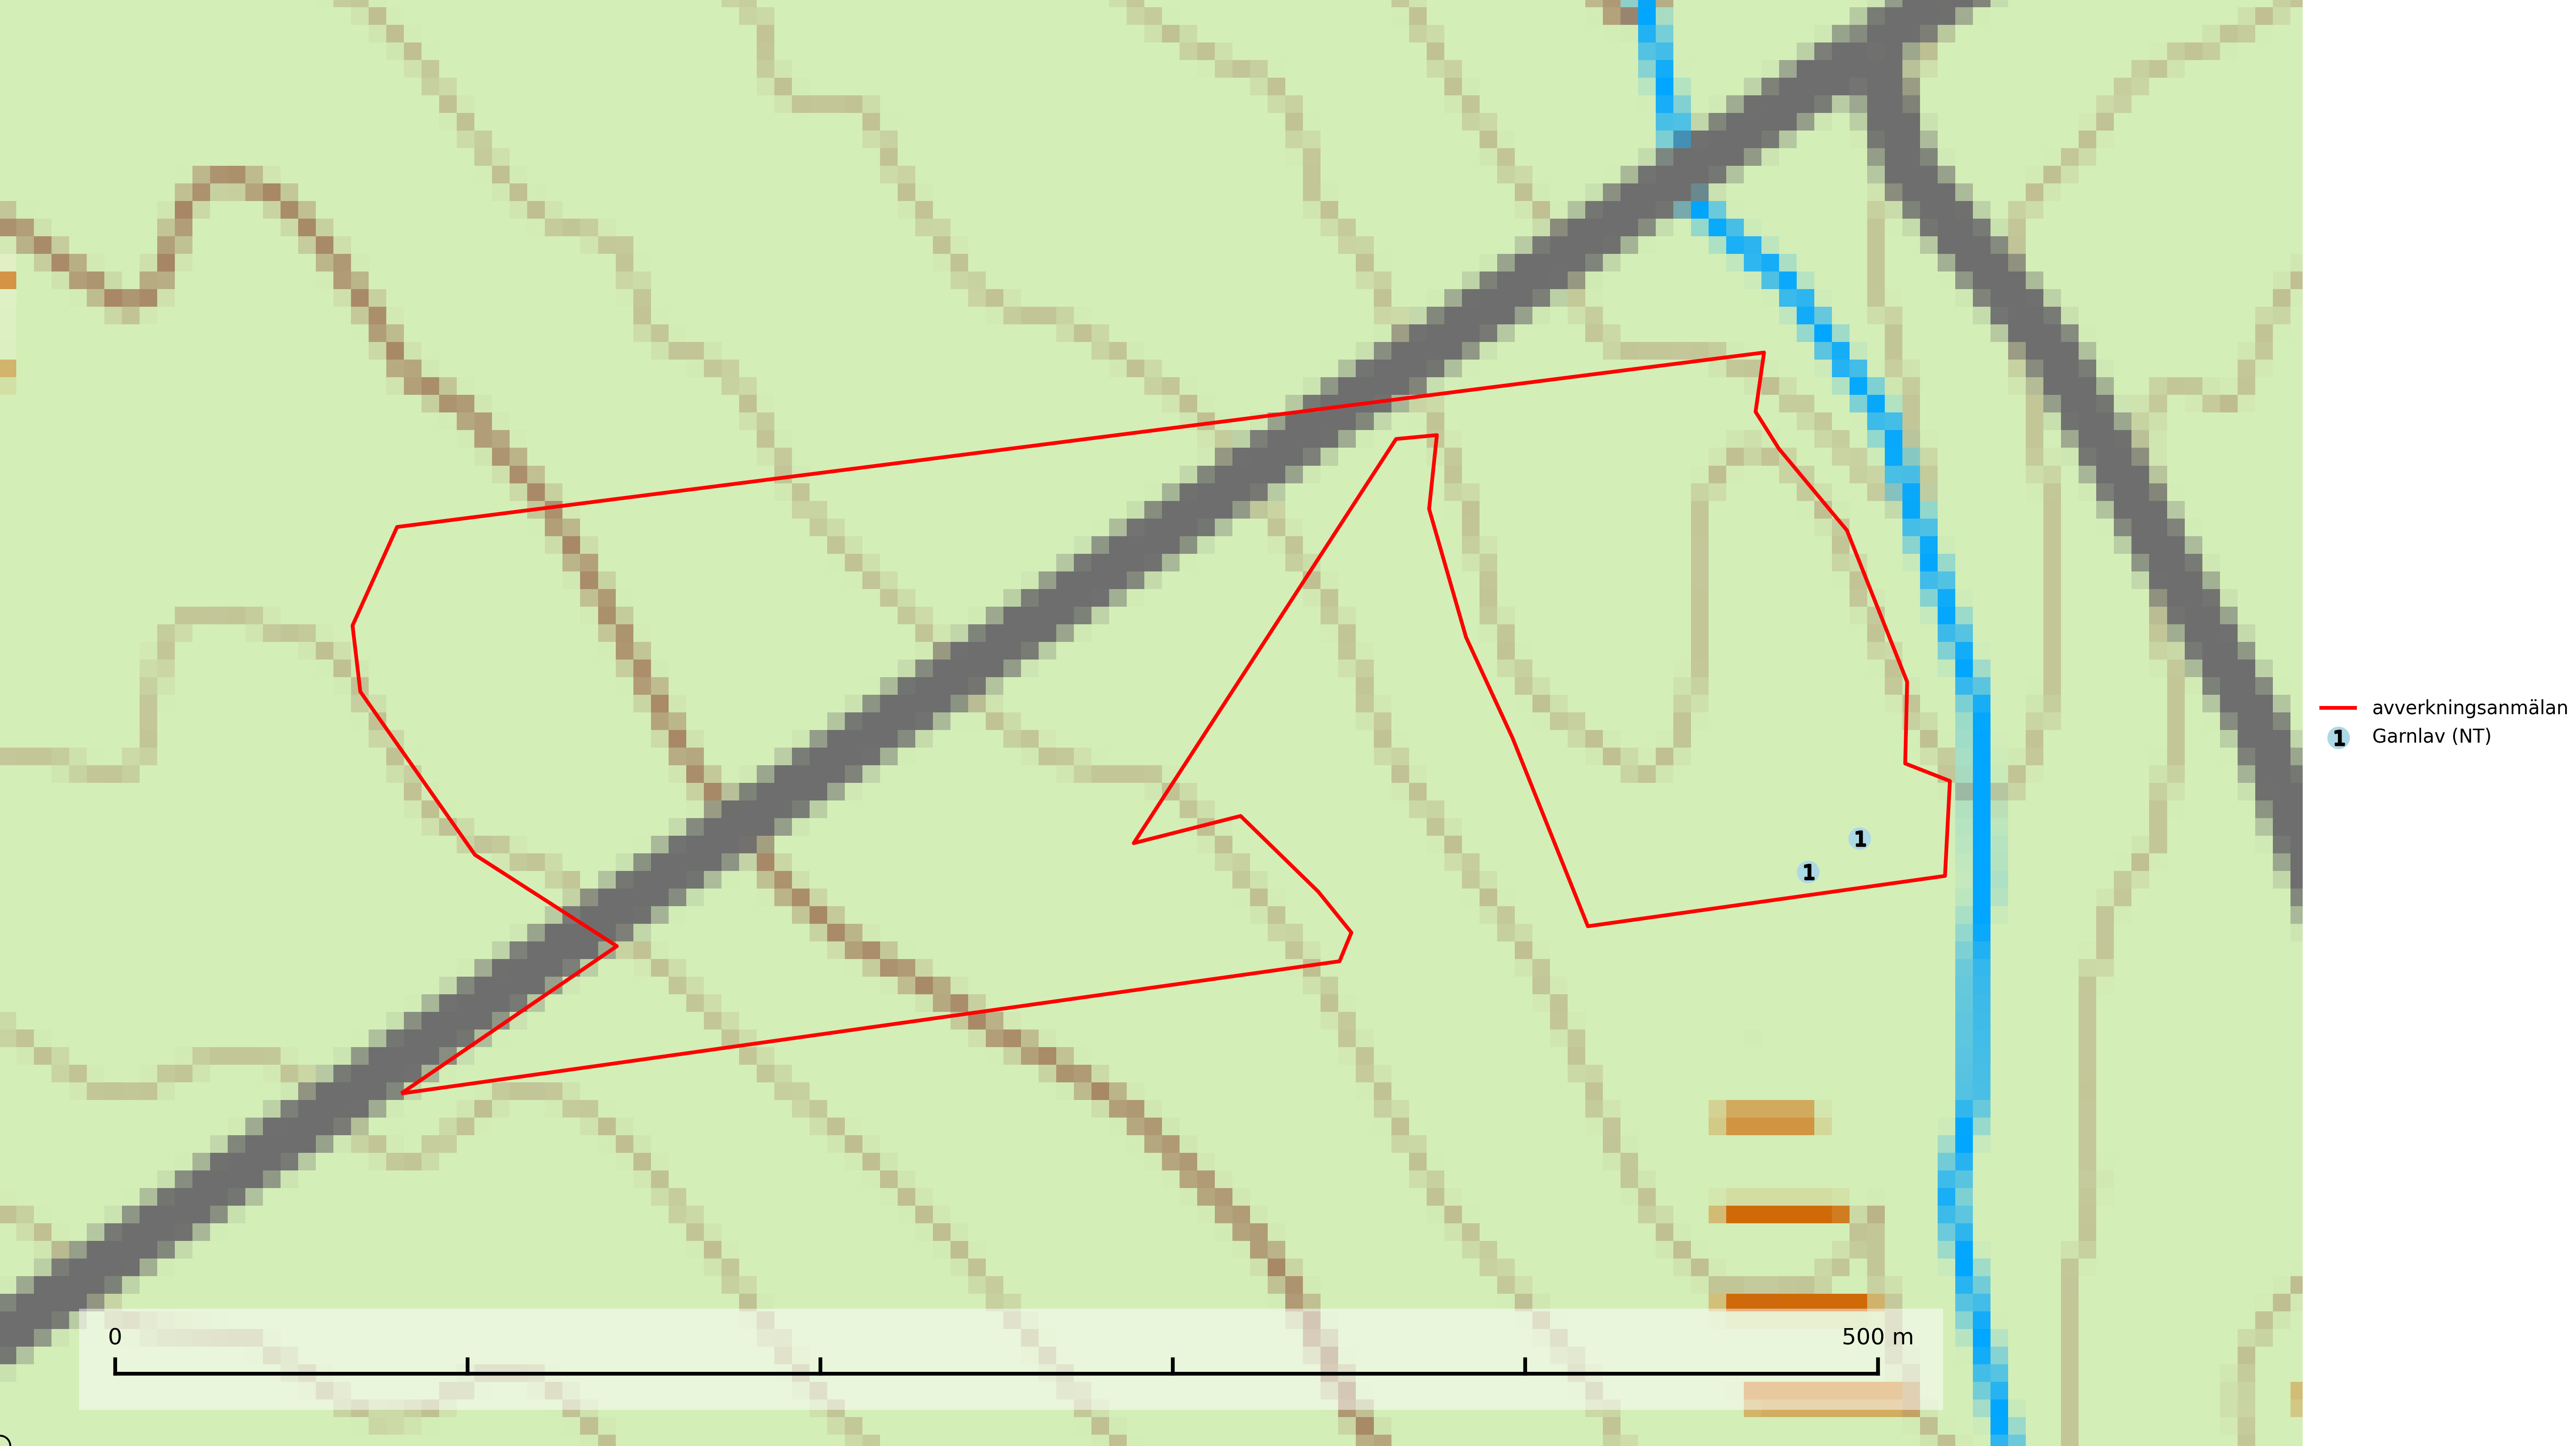 avverkningsanmälan
1 Garnlav (NT)
1
1
0 500 m